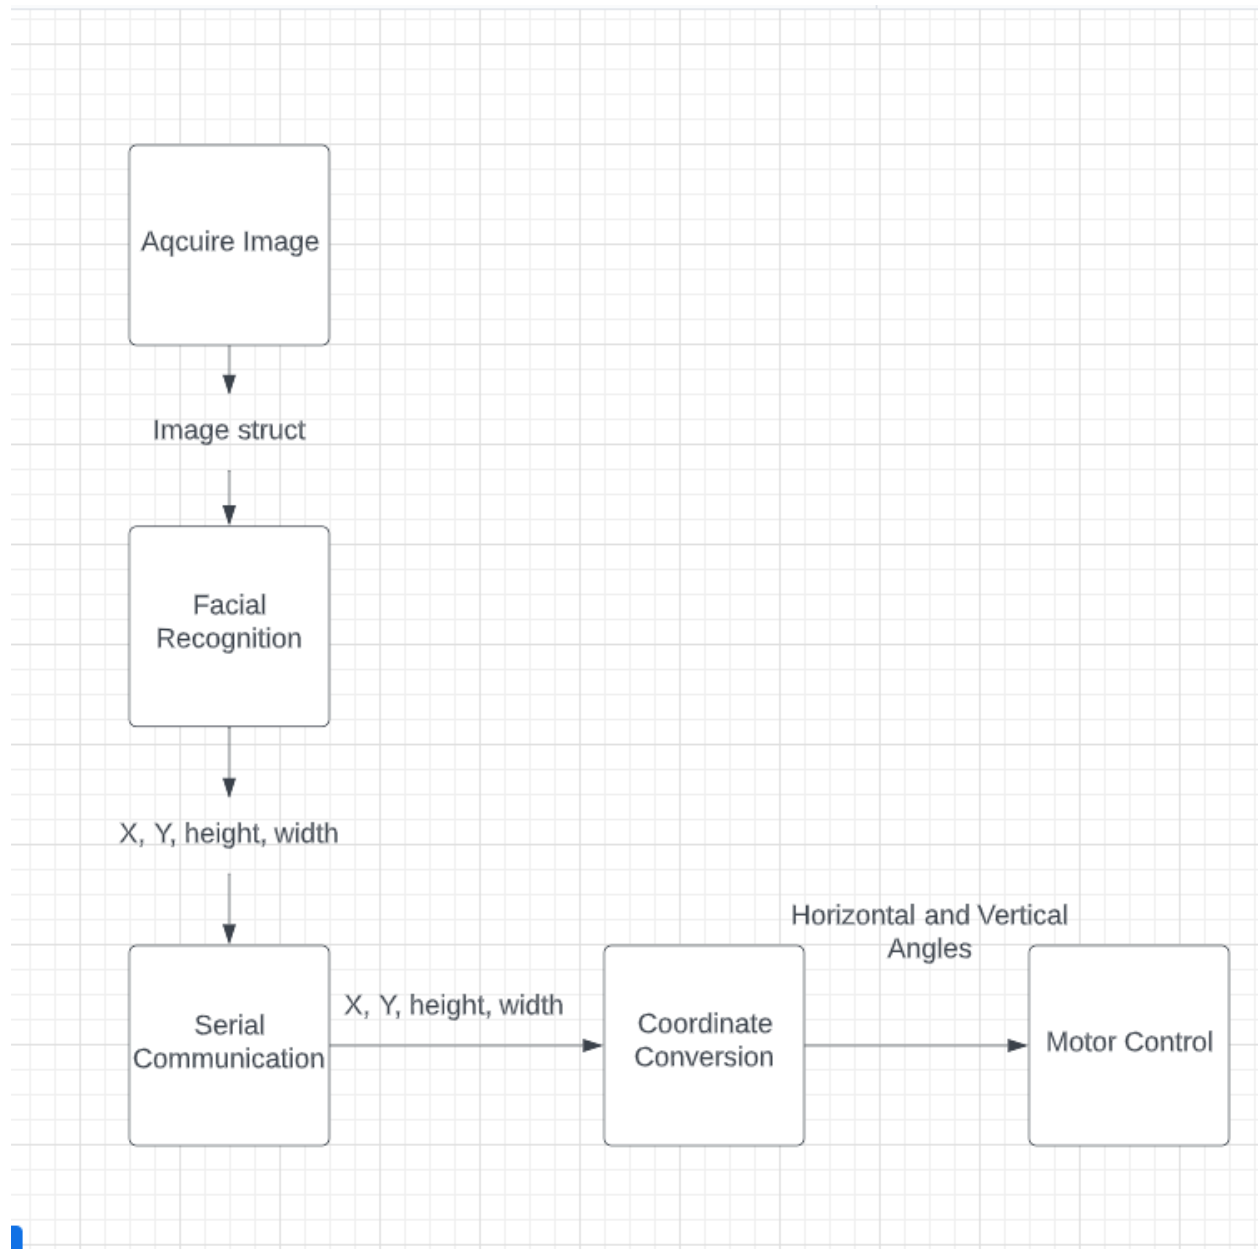 Aqcuire Image
Image struct
Facial
Recognition
X, Y, height, width
Serial
Communication
X, Y, height, width
Coordinate
Conversion
Horizontal and Vertical
Angles
Motor Control